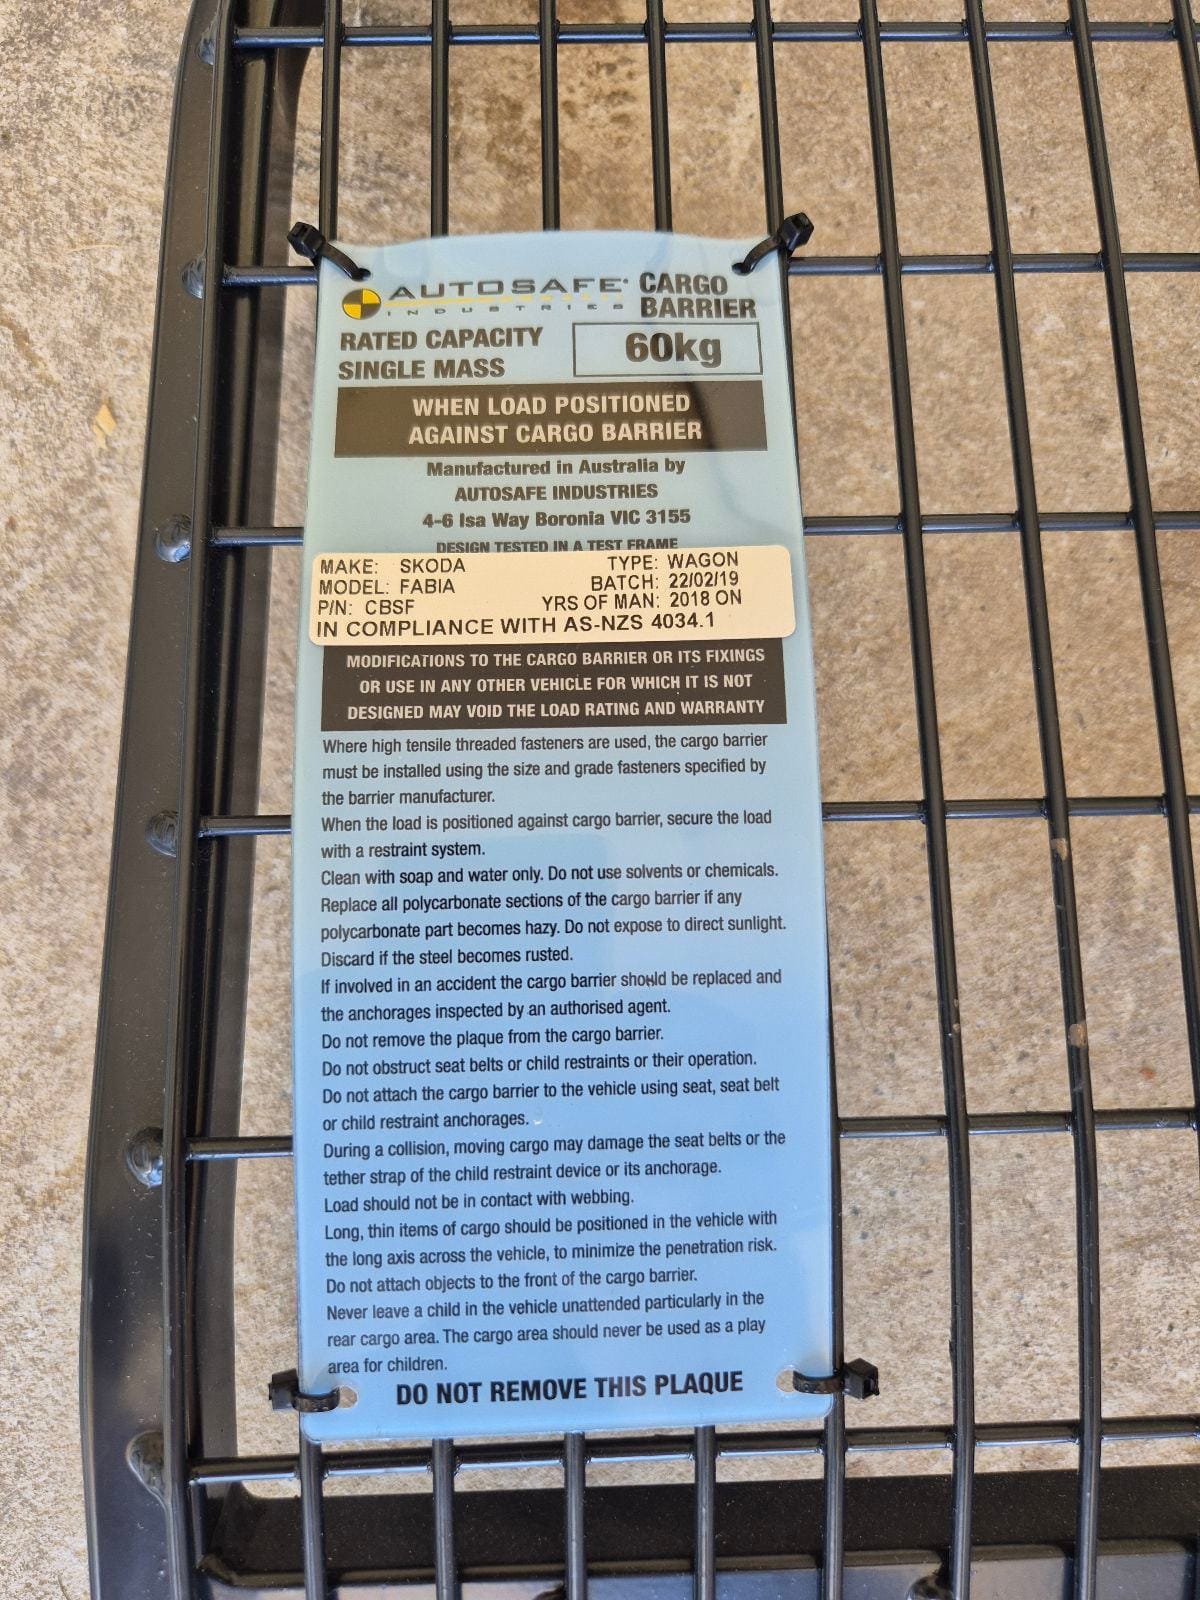 AUTOSAFE INDUSTRIES CARGO BARRIER
RATED CAPACITY SINGLE MASS 60kg
WHEN LOAD POSITIONED
AGAINST CARGO BARRIER
Manufactured in Australia by
AUTOSAFE INDUSTRIES
4-6 Isa Way Boronia VIC 3155
DESIGN TESTED IN A TEST FRAME
MAKE: SKODA TYPE: WAGON
MODEL: FABIA BATCH: 22/02/19
P/N: CBSF YRS OF MAN: 2018 ON
IN COMPLIANCE WITH AS-NZS 4034.1
MODIFICATIONS TO THE CARGO BARRIER OR ITS FIXINGS
OR USE IN ANY OTHER VEHICLE FOR WHICH IT IS NOT
DESIGNED MAY VOID THE LOAD RATING AND WARRANTY
Where high tensile threaded fasteners are used, the cargo barrier
must be installed using the size and grade fasteners specified by
the barrier manufacturer.
When the load is positioned against cargo barrier, secure the load
with a restraint system.
Clean with soap and water only. Do not use solvents or chemicals.
Replace all polycarbonate sections of the cargo barrier if any
polycarbonate part becomes hazy. Do not expose to direct sunlight.
Discard if the steel becomes rusted.
If involved in an accident the cargo barrier should be replaced and
the anchorages inspected by an authorised agent.
Do not remove the plaque from the cargo barrier.
Do not obstruct seat belts or child restraints or their operation.
Do not attach the cargo barrier to the vehicle using seat, seat belt
or child restraint anchorages.
During a collision, moving cargo may damage the seat belts or the
tether strap of the child restraint device or its anchorage.
Load should not be in contact with webbing.
Long, thin items of cargo should be positioned in the vehicle with
the long axis across the vehicle, to minimize the penetration risk.
Do not attach objects to the front of the cargo barrier.
Never leave a child in the vehicle unattended particularly in the
rear cargo area. The cargo area should never be used as a play
area for children.
DO NOT REMOVE THIS PLAQUE